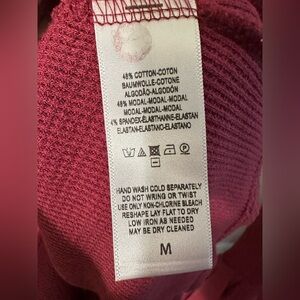 48% COTTON-COTON
BAUMWOLLE-COTONE
ALGODÃO-ALGODÓN
48% MODAL-MODAL-MODAL
MODAL-MODAL-MODAL
4% SPANDEX-ELASTHANNE-ELASTAN
ELASTAN-ELASTANO-ELASTANO
HAND WASH COLD SEPARATELY
DO NOT WRING OR TWIST
USE ONLY NON-CHLORINE BLEACH
RESHAPE LAY FLAT TO DRY
LOW IRON AS NEEDED
MAY BE DRY CLEANED
M